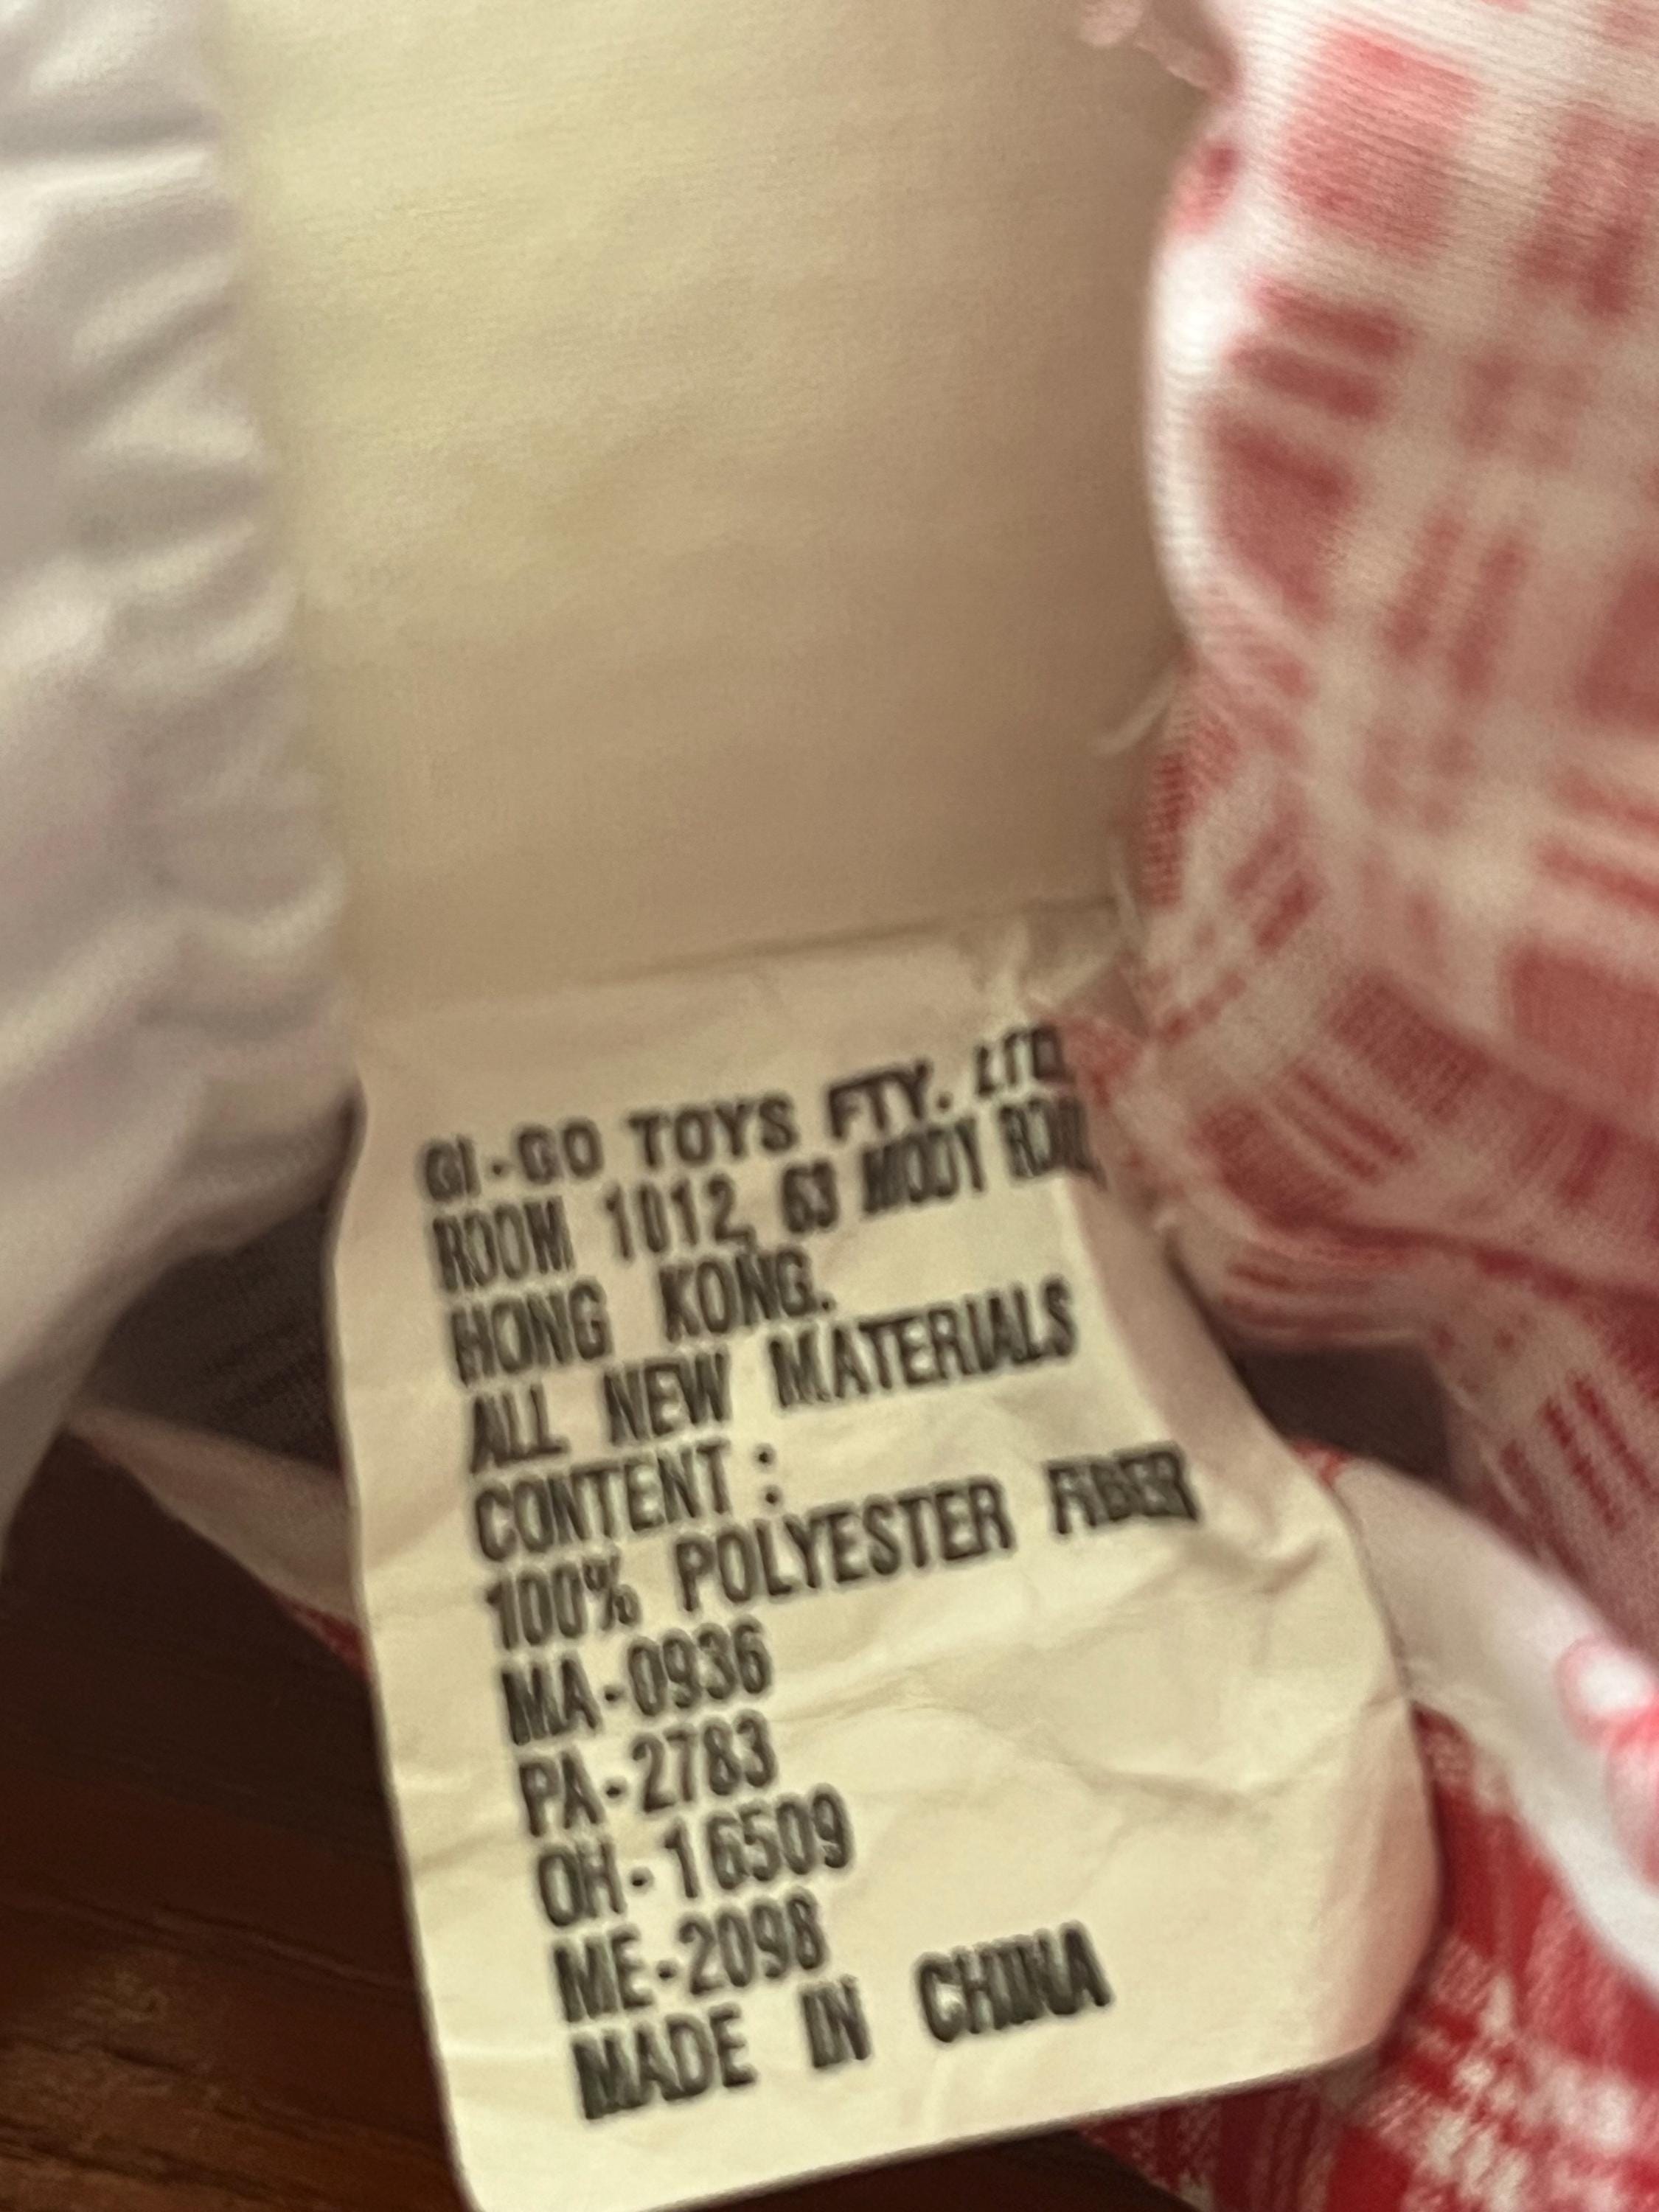 GI-GO TOYS FTY. LTD.
ROOM 1012, 63 MODY ROAD,
HONG KONG.
ALL NEW MATERIALS
CONTENT :
100% POLYESTER FIBER
MA-0936
PA-2783
OH-16509
ME-2098
MADE IN CHINA